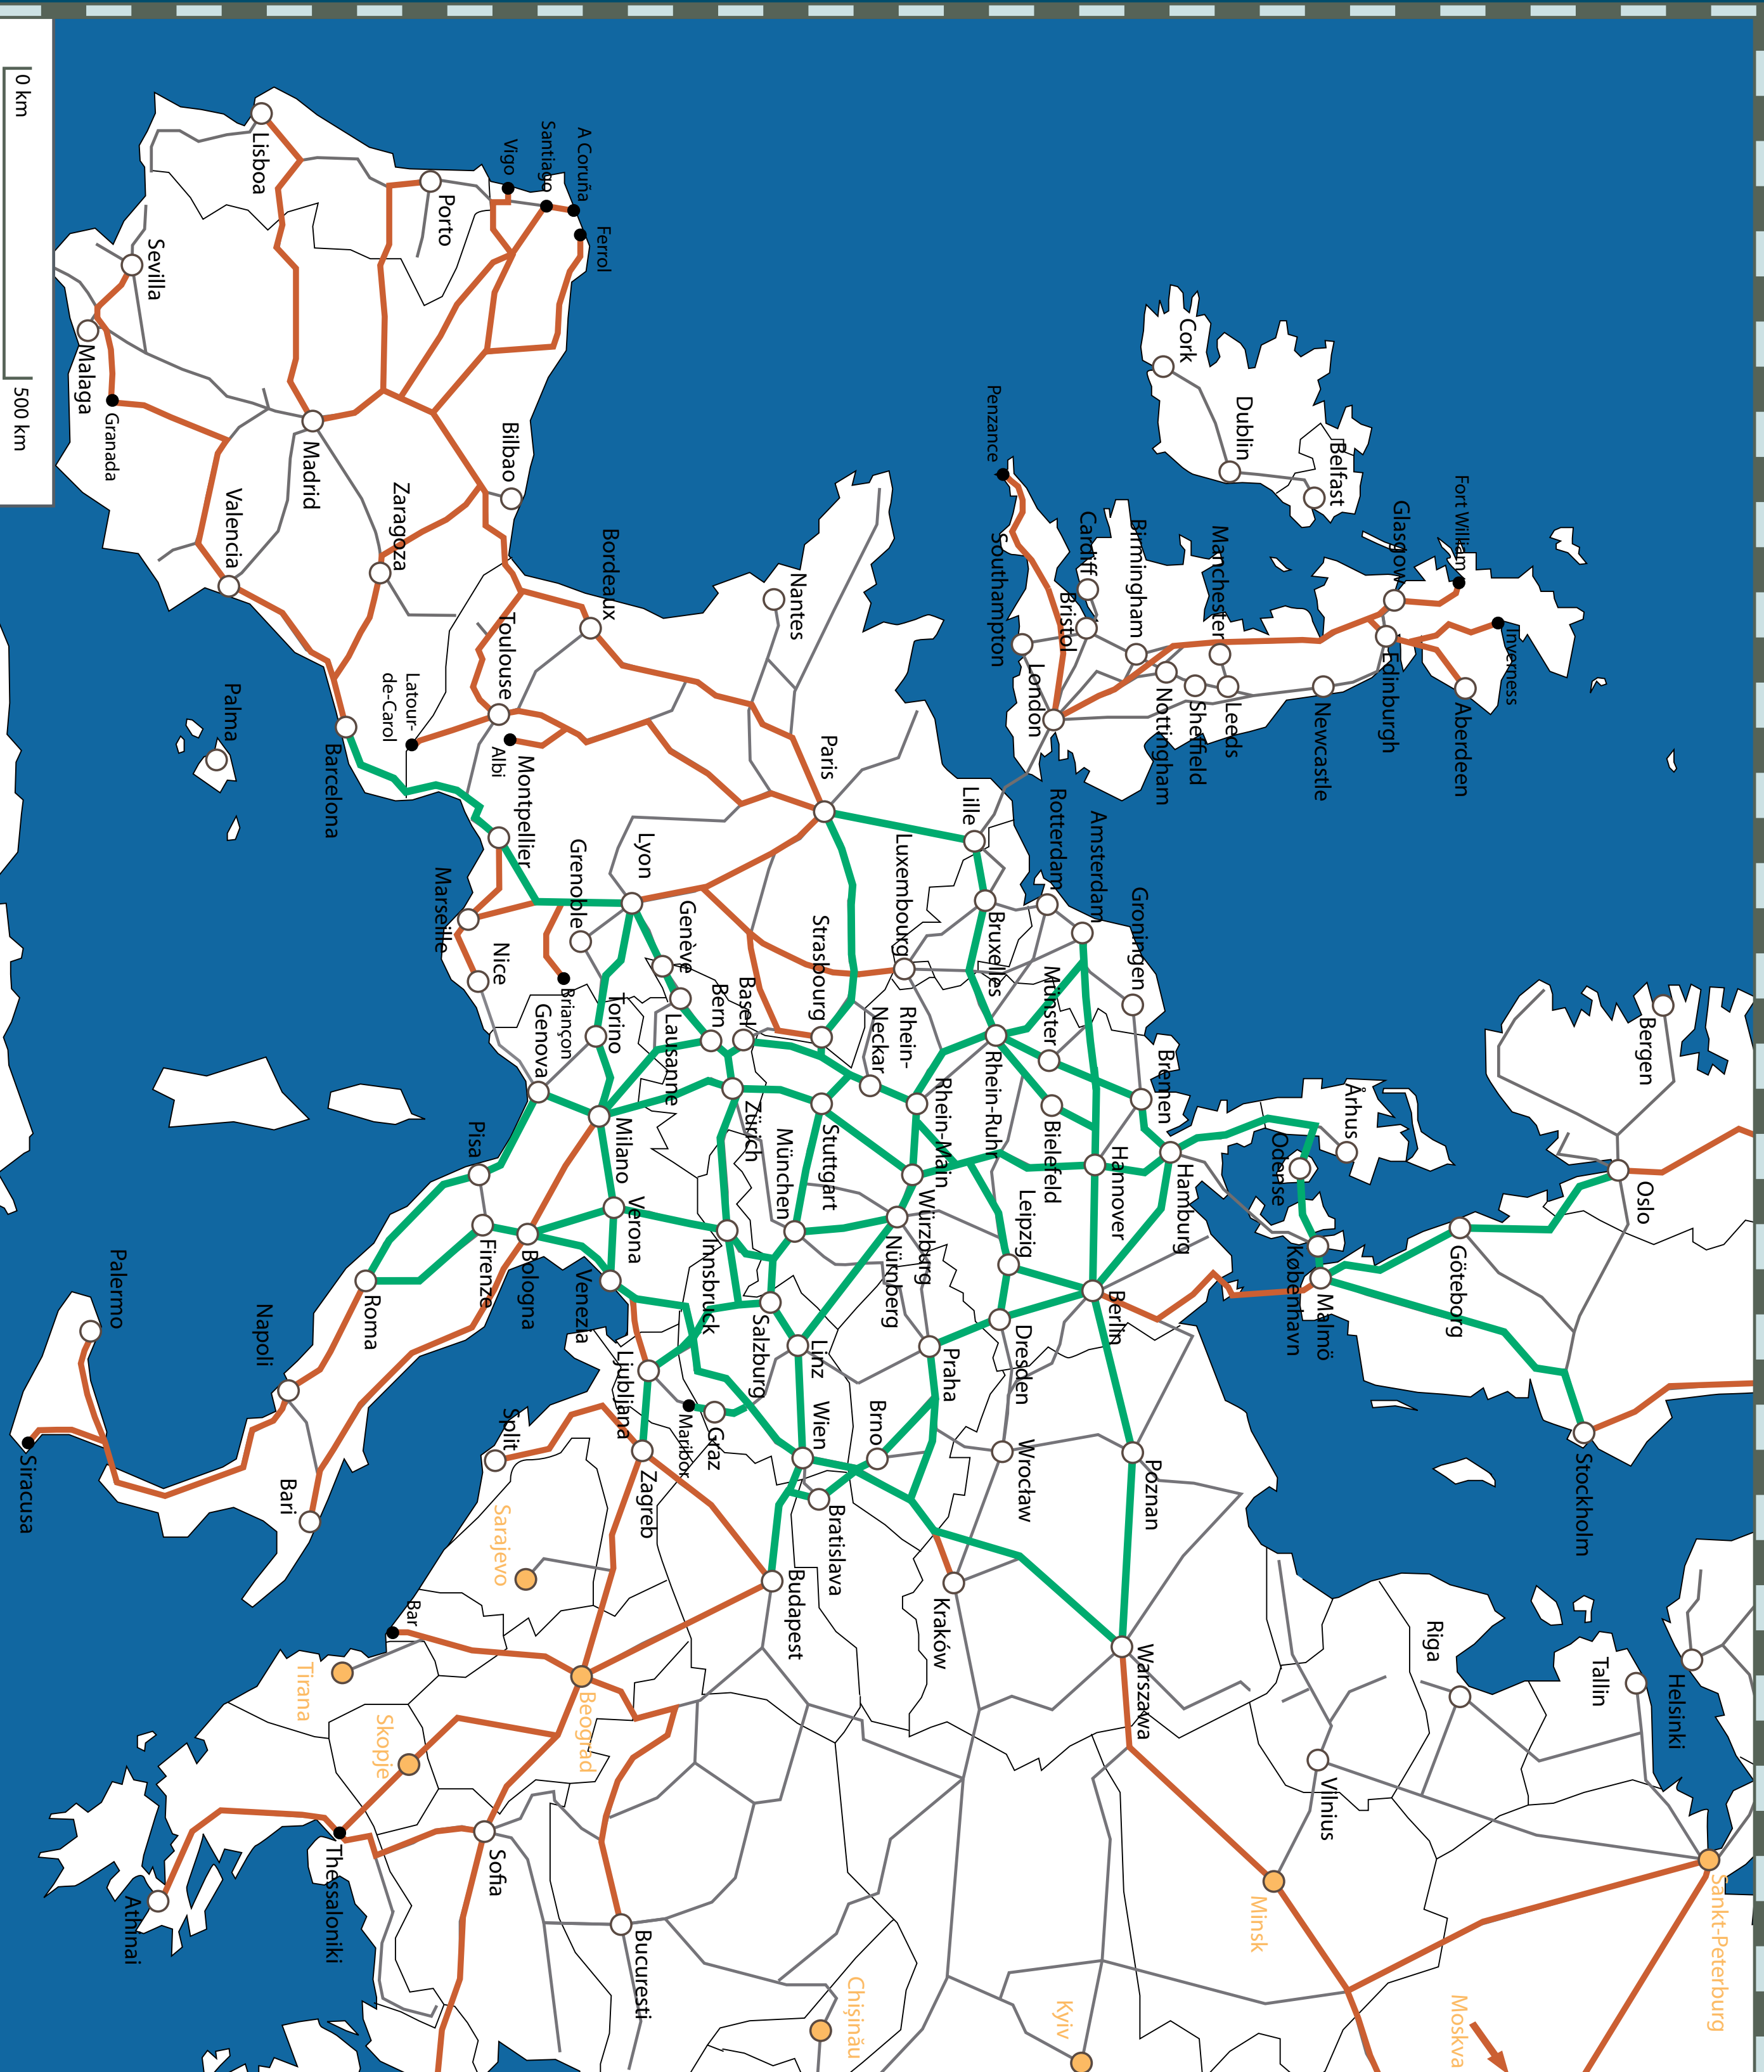 0 km
500 km
Lisboa
Porto
Vigo
Santiago
A Coruña
Ferrol
Sevilla
Malaga
Granada
Madrid
Valencia
Zaragoza
Bilbao
Bordeaux
Toulouse
Latour-
de-Carol
Albi
Montpellier
Barcelona
Palma
Nantes
Paris
Lyon
Grenoble
Marseille
Nice
Briançon
Genève
Lausanne
Bern
Basel
Strasbourg
Luxembourg
Lille
Bruxelles
Rotterdam
Amsterdam
Groningen
Cork
Dublin
Belfast
Penzance
Southampton
Cardiff
Bristol
Birmingham
Manchester
London
Nottingham
Sheffield
Leeds
Newcastle
Glasgow
Edinburgh
Fort William
Inverness
Aberdeen
Bergen
Oslo
Göteborg
Stockholm
Malmö
København
Odense
Århus
Münster
Bremen
Rhein-Ruhr
Bielefeld
Hannover
Hamburg
Rhein-
Neckar
Rhein-Main
Stuttgart
München
Zürich
Würzburg
Nürnberg
Leipzig
Berlin
Dresden
Torino
Genova
Milano
Pisa
Verona
Firenze
Bologna
Venezia
Roma
Napoli
Bari
Palermo
Siracusa
Innsbruck
Salzburg
Linz
Wien
Graz
Maribor
Ljubljana
Zagreb
Split
Praha
Brno
Bratislava
Budapest
Wrocław
Poznan
Kraków
Warszawa
Sarajevo
Bar
Beograd
Tirana
Skopje
Sofia
Thessaloniki
Athinai
Bucuresti
Chișinău
Kyiv
Minsk
Vilnius
Riga
Tallin
Helsinki
Sankt-Peterburg
Moskva